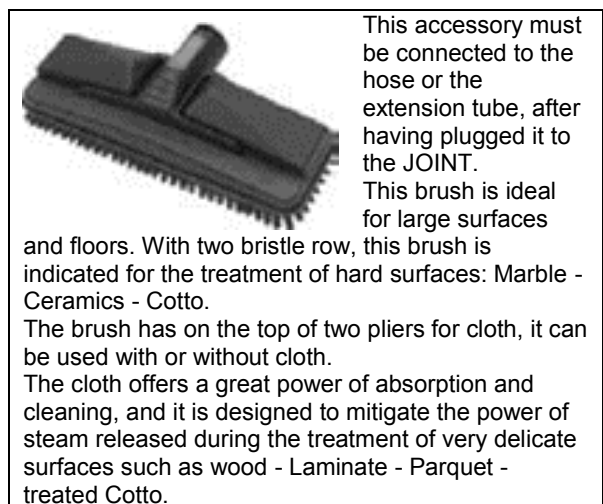 This accessory must
be connected to the
hose or the
extension tube, after
having plugged it to
the JOINT.
This brush is ideal
for large surfaces
and floors. With two bristle row, this brush is
indicated for the treatment of hard surfaces: Marble -
Ceramics - Cotto.
The brush has on the top of two pliers for cloth, it can
be used with or without cloth.
The cloth offers a great power of absorption and
cleaning, and it is designed to mitigate the power of
steam released during the treatment of very delicate
surfaces such as wood - Laminate - Parquet -
treated Cotto.